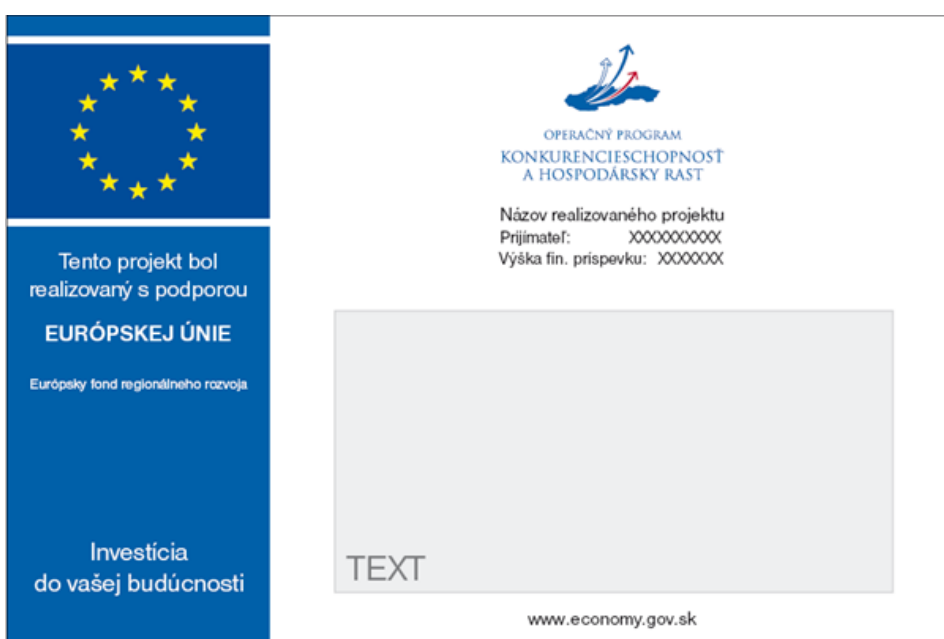 Tento projekt bol
realizovaný s podporou
EURÓPSKEJ ÚNIE
Európsky fond regionálneho rozvoja
Investícia
do vašej budúcnosti
OPERAČNÝ PROGRAM
KONKURENCIESCHOPNOSŤ
A HOSPODÁRSKY RAST
Názov realizovaného projektu
Prijímateľ: XXXXXXXXXX
Výška fin. príspevku: XXXXXXX
TEXT
www.economy.gov.sk